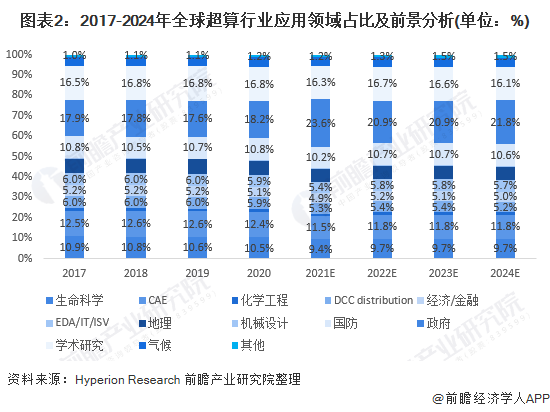 图表2：2017-2024年全球超算行业应用领域占比及前景分析(单位：%)
100% 1.0% 1.1% 1.1% 1.2% 1.2% 1.3% 1.5% 1.5%
90% 16.5% 16.8% 16.8% 16.8% 16.3% 16.7% 16.6% 16.1%
80%
70% 17.9% 17.8% 17.6% 18.2% 23.6% 20.9% 20.9% 21.8%
60% 10.8% 10.5% 10.7% 10.8% 10.2% 10.7% 10.7% 10.6%
50%
40% 6.0% 6.0% 6.0% 5.9% 5.4% 5.8% 5.8% 5.7%
5.2% 5.2% 5.2% 5.1% 4.9% 5.1% 5.1% 5.0%
30% 6.0% 6.0% 6.0% 5.9% 5.3% 5.4% 5.4% 5.2%
20% 12.5% 12.6% 12.6% 12.4% 11.5% 11.8% 11.8% 11.8%
10% 10.9% 10.8% 10.6% 10.5% 9.4% 9.7% 9.7% 9.7%
0%
2017 2018 2019 2020 2021E 2022E 2023E 2024E
生命科学 CAE 化学工程 DCC distribution 经济/金融
EDA/IT/ISV 地理 机械设计 国防 政府
学术研究 气候 其他
资料来源：Hyperion Research 前瞻产业研究院整理
@前瞻经济学人APP
前瞻产业研究院